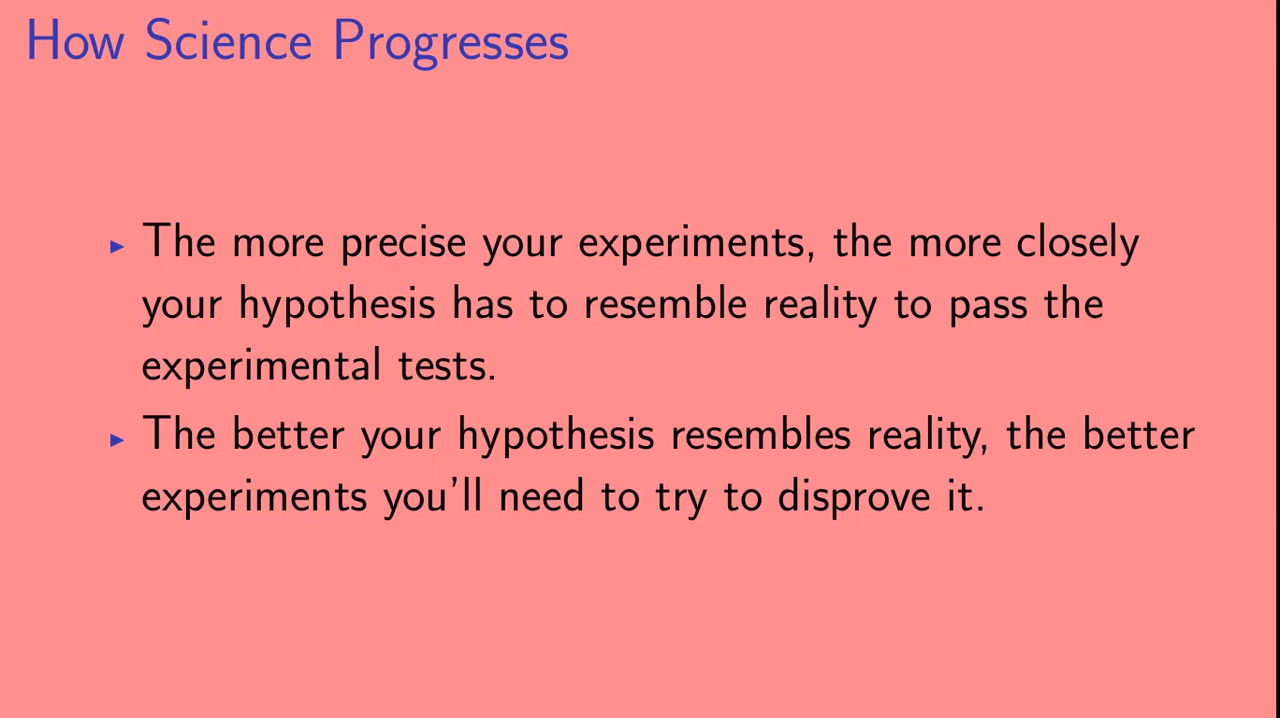 How Science Progresses
The more precise your experiments, the more closely
your hypothesis has to resemble reality to pass the
experimental tests.
The better your hypothesis resembles reality, the better
experiments you'll need to try to disprove it.